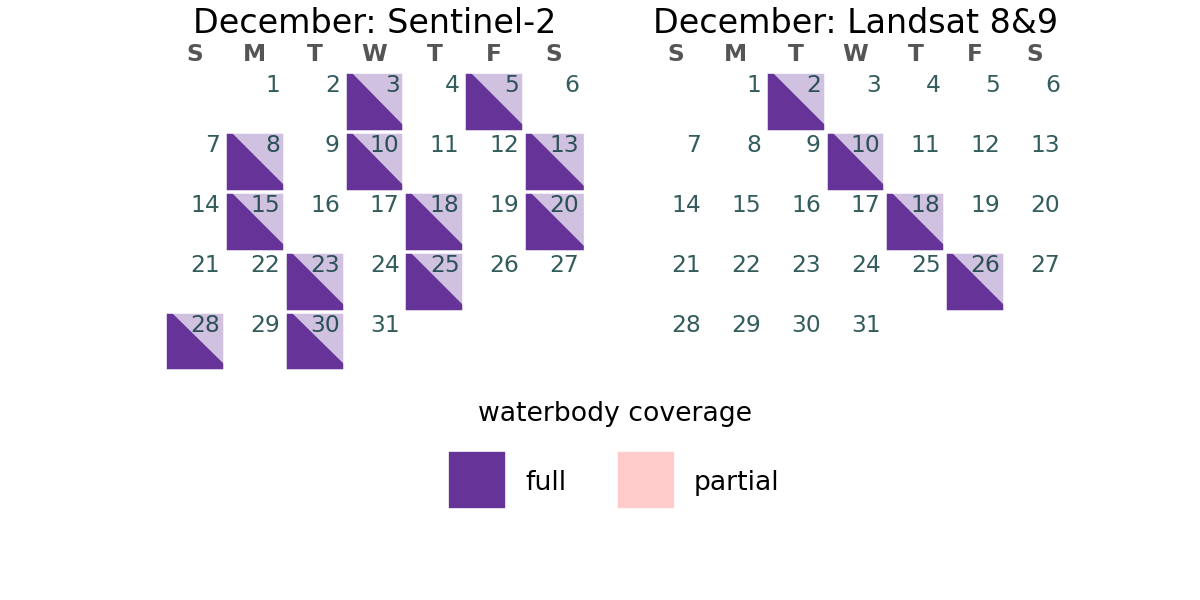 December: Sentinel-2
S M T W T F S
1 2 3 4 5 6
7 8 9 10 11 12 13
14 15 16 17 18 19 20
21 22 23 24 25 26 27
28 29 30 31
December: Landsat 8&9
S M T W T F S
1 2 3 4 5 6
7 8 9 10 11 12 13
14 15 16 17 18 19 20
21 22 23 24 25 26 27
28 29 30 31
waterbody coverage
full partial